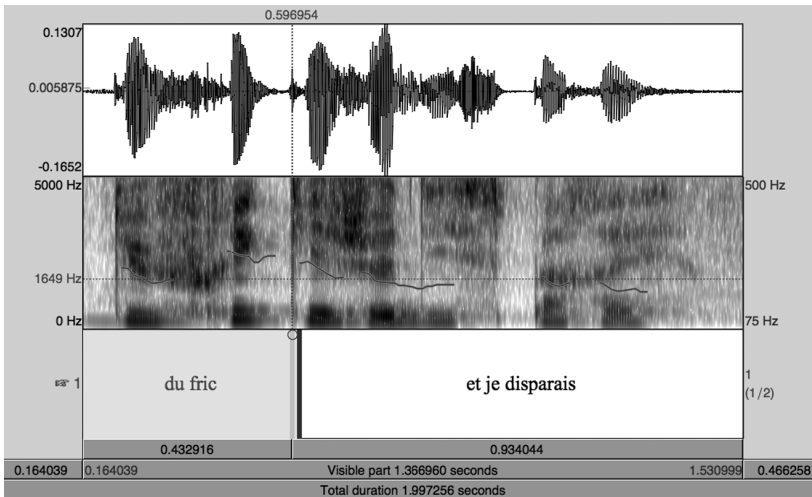 0.596954
0.1307
0.005875
-0.1652
5000 Hz 500 Hz
1649 Hz
0 Hz 75 Hz
☞ 1 du fric et je disparais 1
(1/2)
0.432916 0.934044
0.164039 0.164039 Visible part 1.366960 seconds 1.530999 0.466258
Total duration 1.997256 seconds